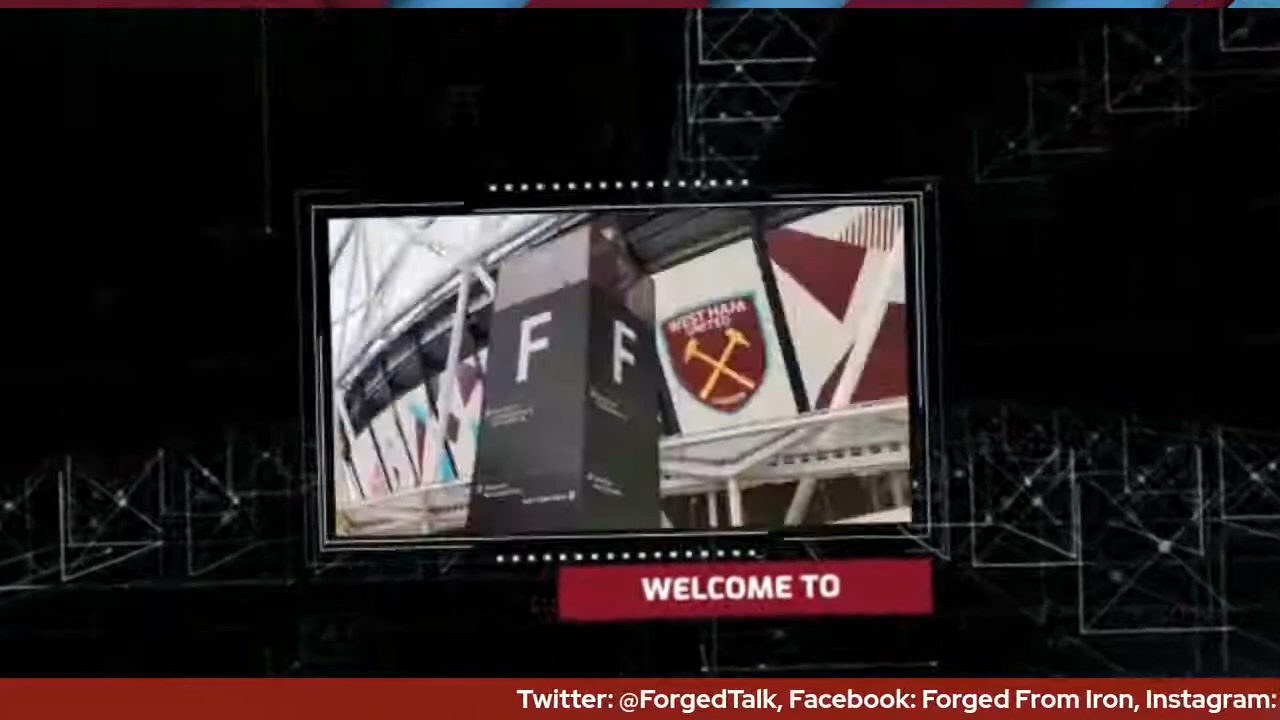 F
F
WEST HAM
UNITED
WELCOME TO
Twitter: @ForgedTalk, Facebook: Forged From Iron, Instagram: